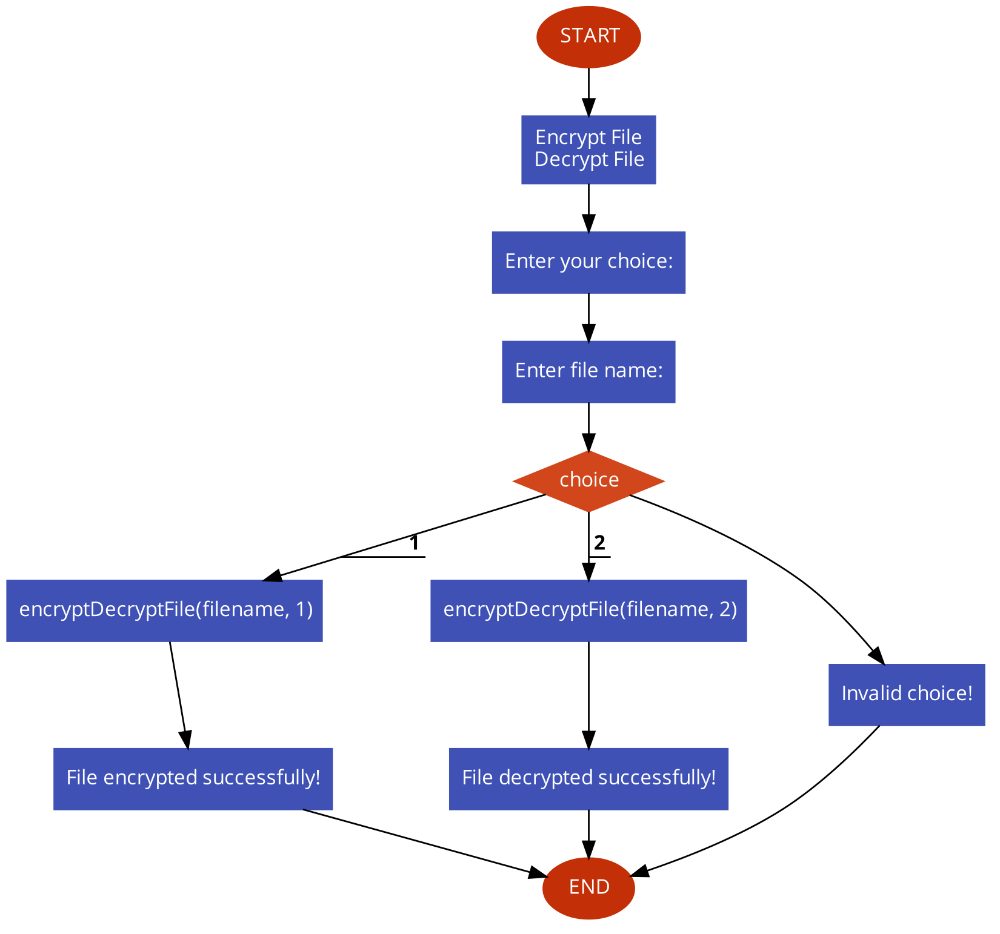 START
Encrypt File
Decrypt File
Enter your choice:
Enter file name:
choice
1
2
encryptDecryptFile(filename, 1)
encryptDecryptFile(filename, 2)
Invalid choice!
File encrypted successfully!
File decrypted successfully!
END